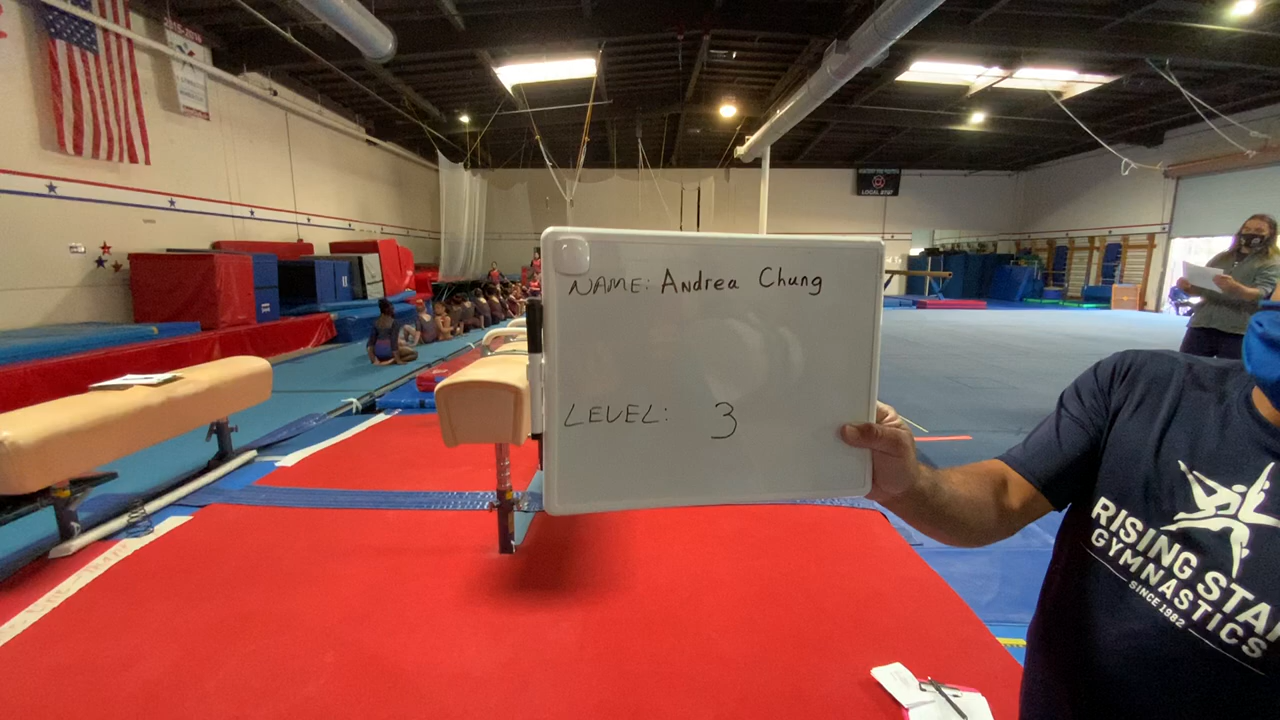 NAME: Andrea Chung
LEVEL: 3
RISING STAR
GYMNASTICS
SINCE 1982